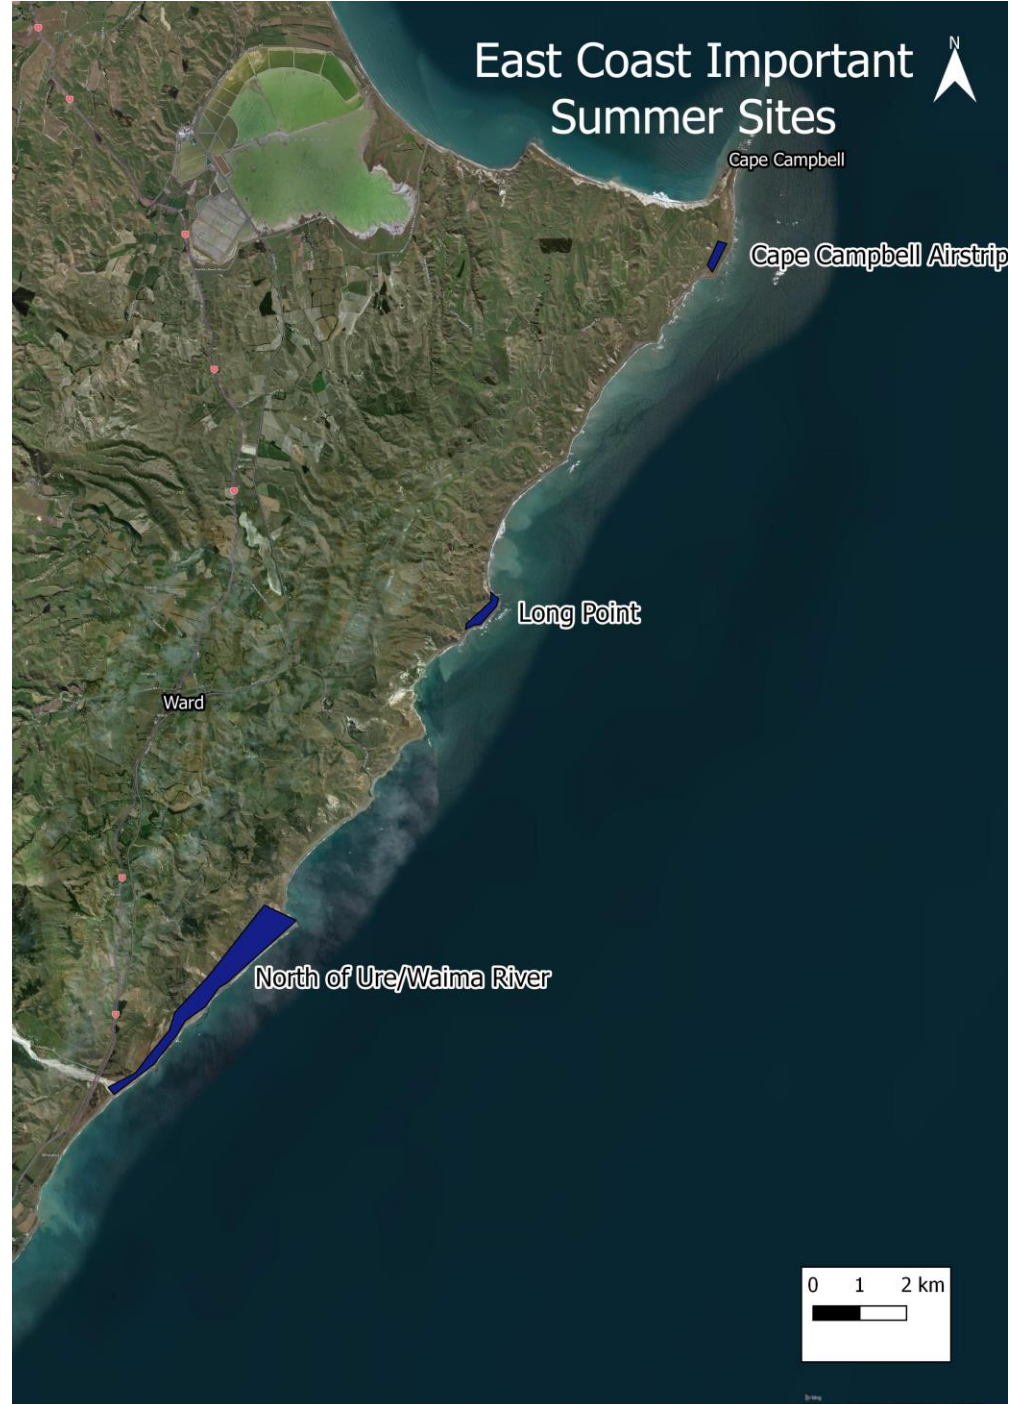 East Coast Important
Summer Sites
N
Cape Campbell
Cape Campbell Airstrip
Long Point
Ward
North of Ure/Waima River
0 1 2 km